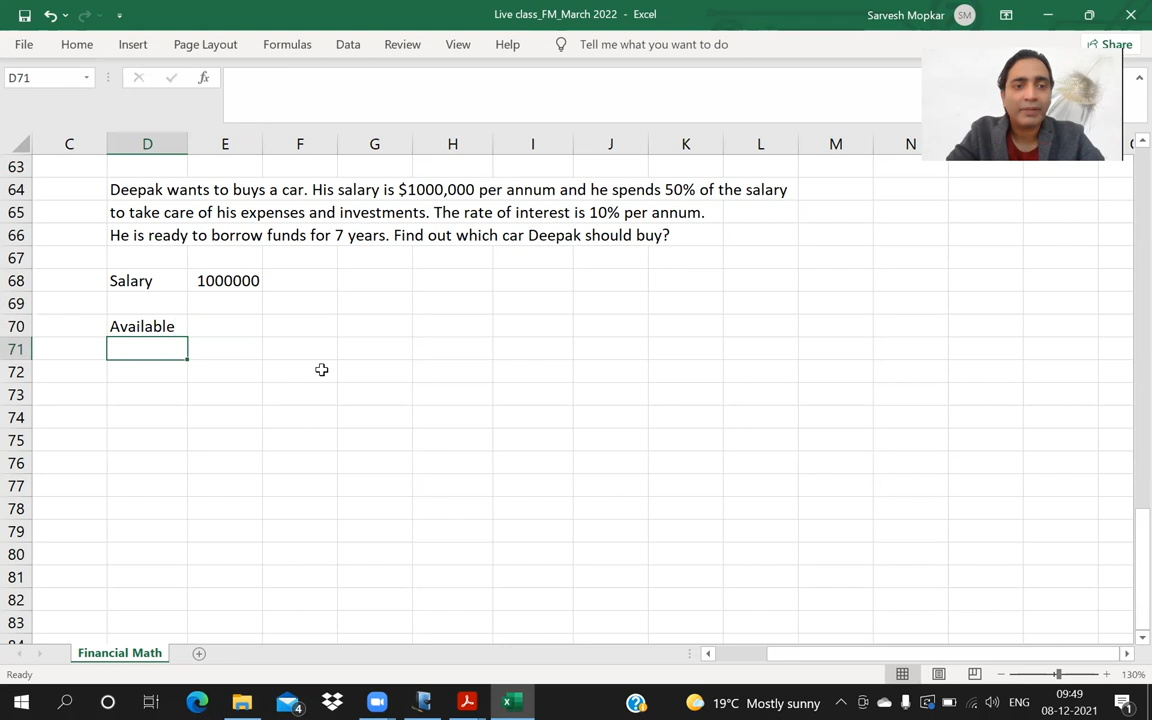 Live class_FM_March 2022 - Excel
Sarvesh Mopkar SM
File Home Insert Page Layout Formulas Data Review View Help Tell me what you want to do Share
D71 fx
C D E F G H I J K L M N
63
64 Deepak wants to buys a car. His salary is $1000,000 per annum and he spends 50% of the salary
65 to take care of his expenses and investments. The rate of interest is 10% per annum.
66 He is ready to borrow funds for 7 years. Find out which car Deepak should buy?
67
68 Salary 1000000
69
70 Available
71
72
73
74
75
76
77
78
79
80
81
82
83
Financial Math
Ready 130%
4 19°C Mostly sunny ENG 09:49
08-12-2021 1